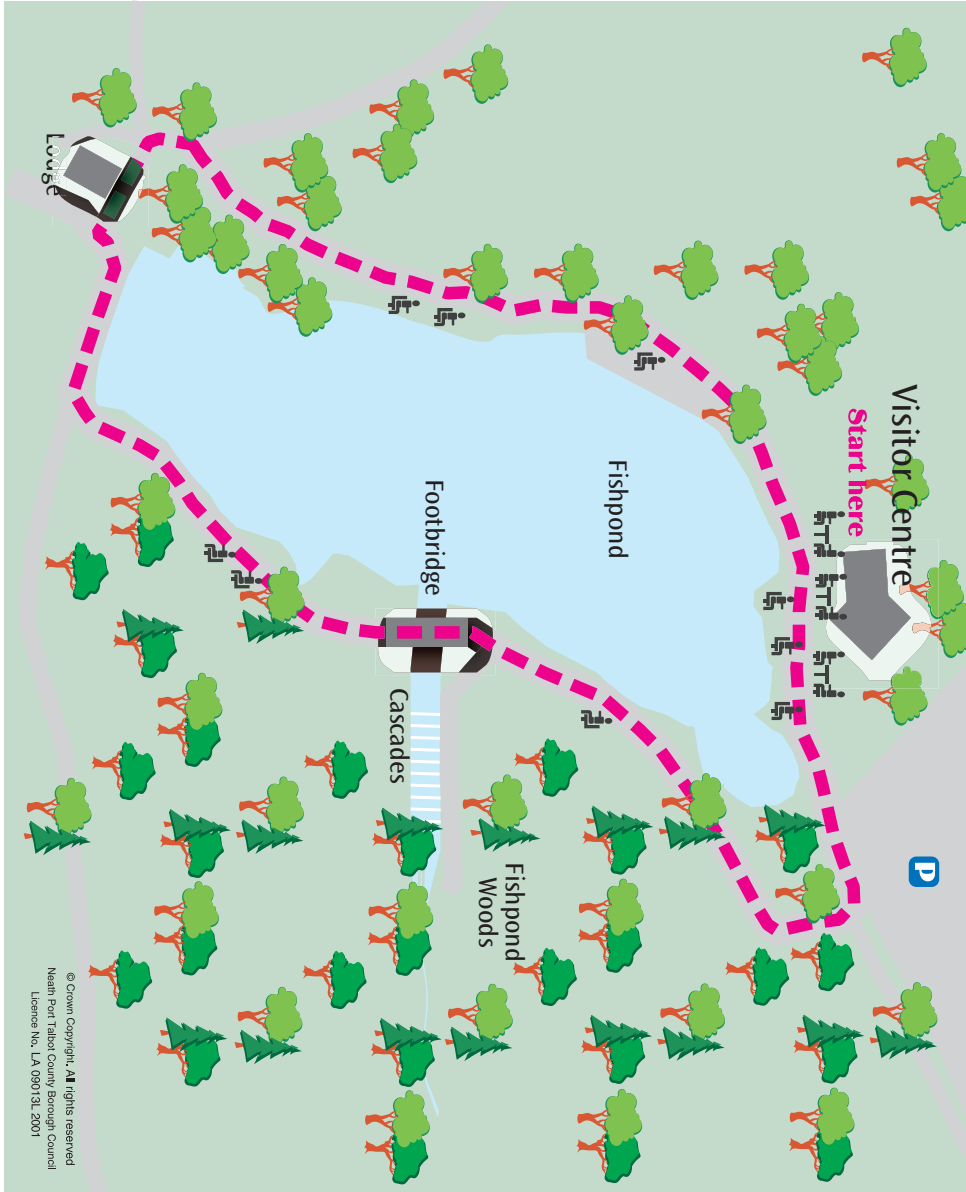 Visitor Centre
Start here
P
Fishpond
Footbridge
Cascades
Fishpond
Woods
Lodge
© Crown Copyright. All rights reserved
Neath Port Talbot County Borough Council
Licence No. LA 09013L 2001